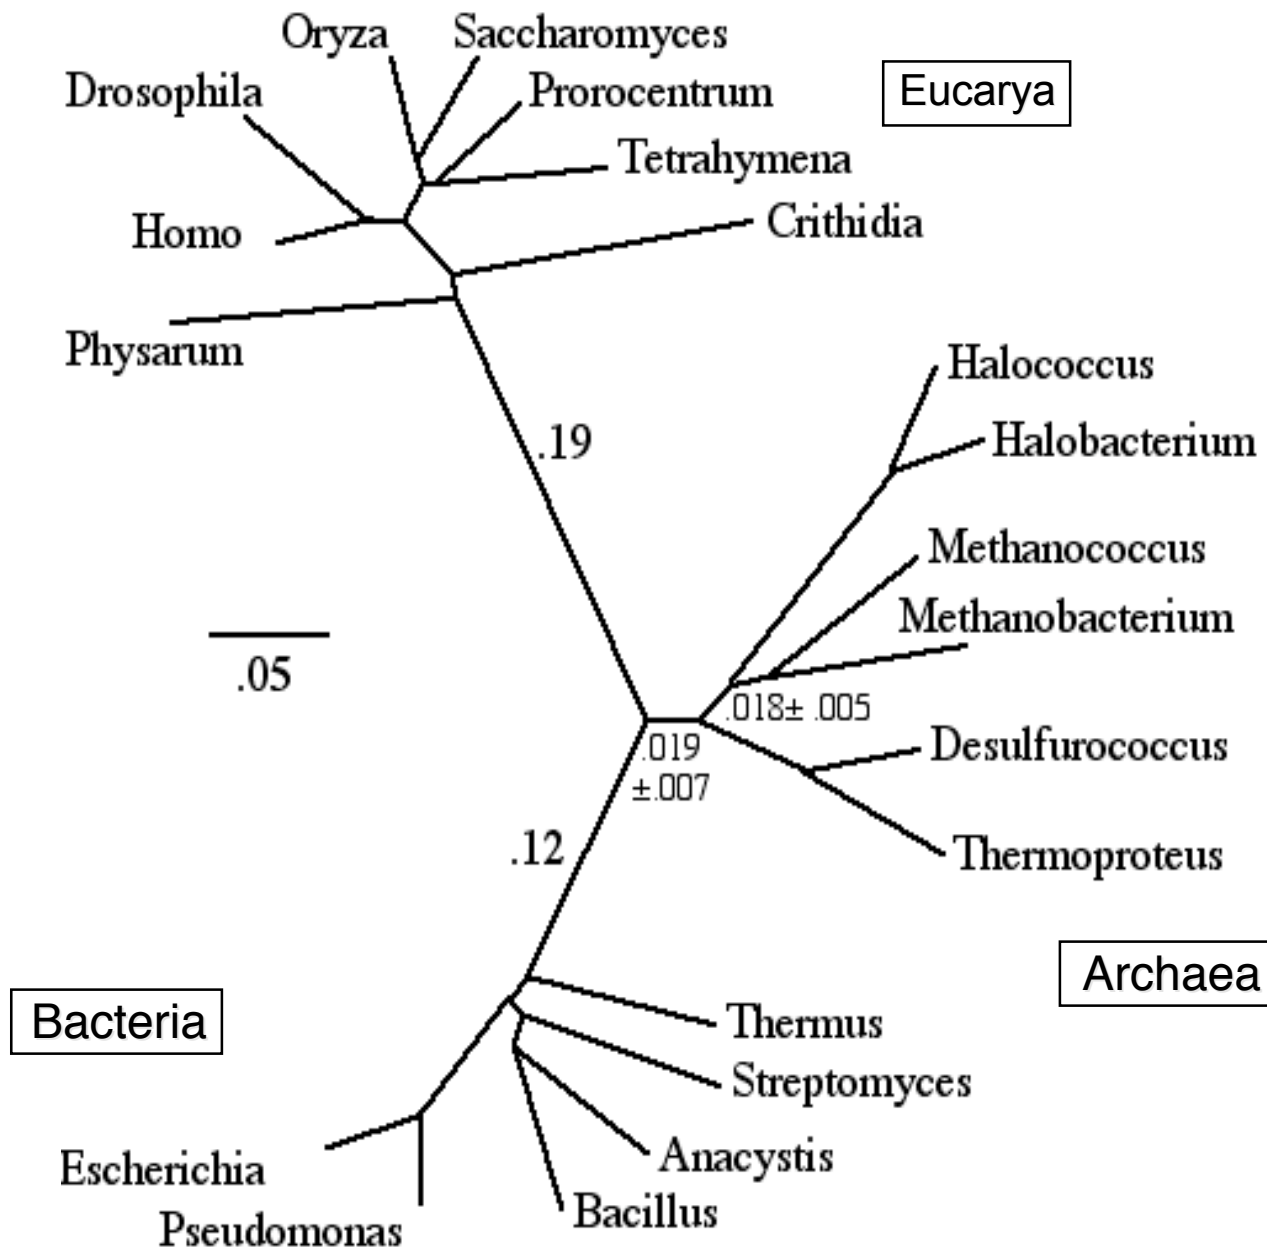 Oryza
Saccharomyces
Drosophila
Prorocentrum
Eucarya
Tetrahymena
Homo
Crithidia
Physarum
Halococcus
.19
Halobacterium
Methanococcus
Methanobacterium
.05
.018± .005
.019
±.007
Desulfurococcus
.12
Thermoproteus
Archaea
Bacteria
Thermus
Streptomyces
Anacystis
Escherichia
Bacillus
Pseudomonas